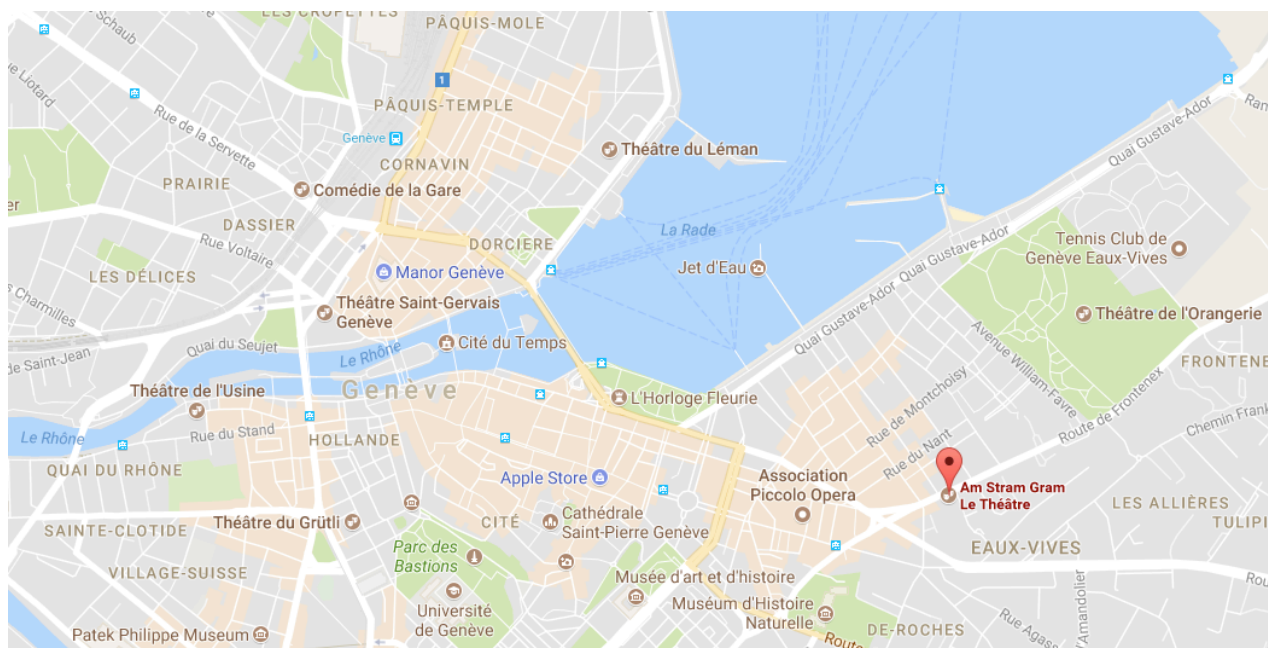 LES CROPETTES
PÂQUIS-MOLE
Schaub
ue Liotard
1
Rue de la Servette
PÂQUIS-TEMPLE
Genève
CORNAVIN
Théâtre du Léman
Quai Gustave-Ador
Ran
PRAIRIE
Comédie de la Gare
er
DASSIER
Rue Voltaire
DORCIERE
La Rade
Quai Gustave-Ador
Tennis Club de
Genève Eaux-Vives
LES DÉLICES
Manor Genève
Jet d'Eau
s Charmilles
Théâtre Saint-Gervais
Genève
Quai Gustave-Ador
Théâtre de l'Orangerie
de Saint-Jean
Quai du Seujet
Le Rhône
Cité du Temps
Avenue William-Favre
FRONTENE
Théâtre de l'Usine
Genève
L'Horloge Fleurie
Rue de Montchoisy
Route de Frontenex
Chemin Frank
Le Rhône
Rue du Stand
HOLLANDE
Rue du Nant
QUAI DU RHÔNE
Apple Store
Association
Piccolo Opera
Am Stram Gram
Le Théâtre
LES ALLIÈRES
SAINTE-CLOTIDE
Théâtre du Grütli
CITÉ
Cathédrale
Saint-Pierre Genève
TULIPI
Parc des
Bastions
EAUX-VIVES
VILLAGE-SUISSE
Musée d'art et d'histoire
Rou
Université
de Genève
Muséum d'Histoire
Naturelle
Route
DE-ROCHES
Rue Agass
d'Amandolier
Patek Philippe Museum